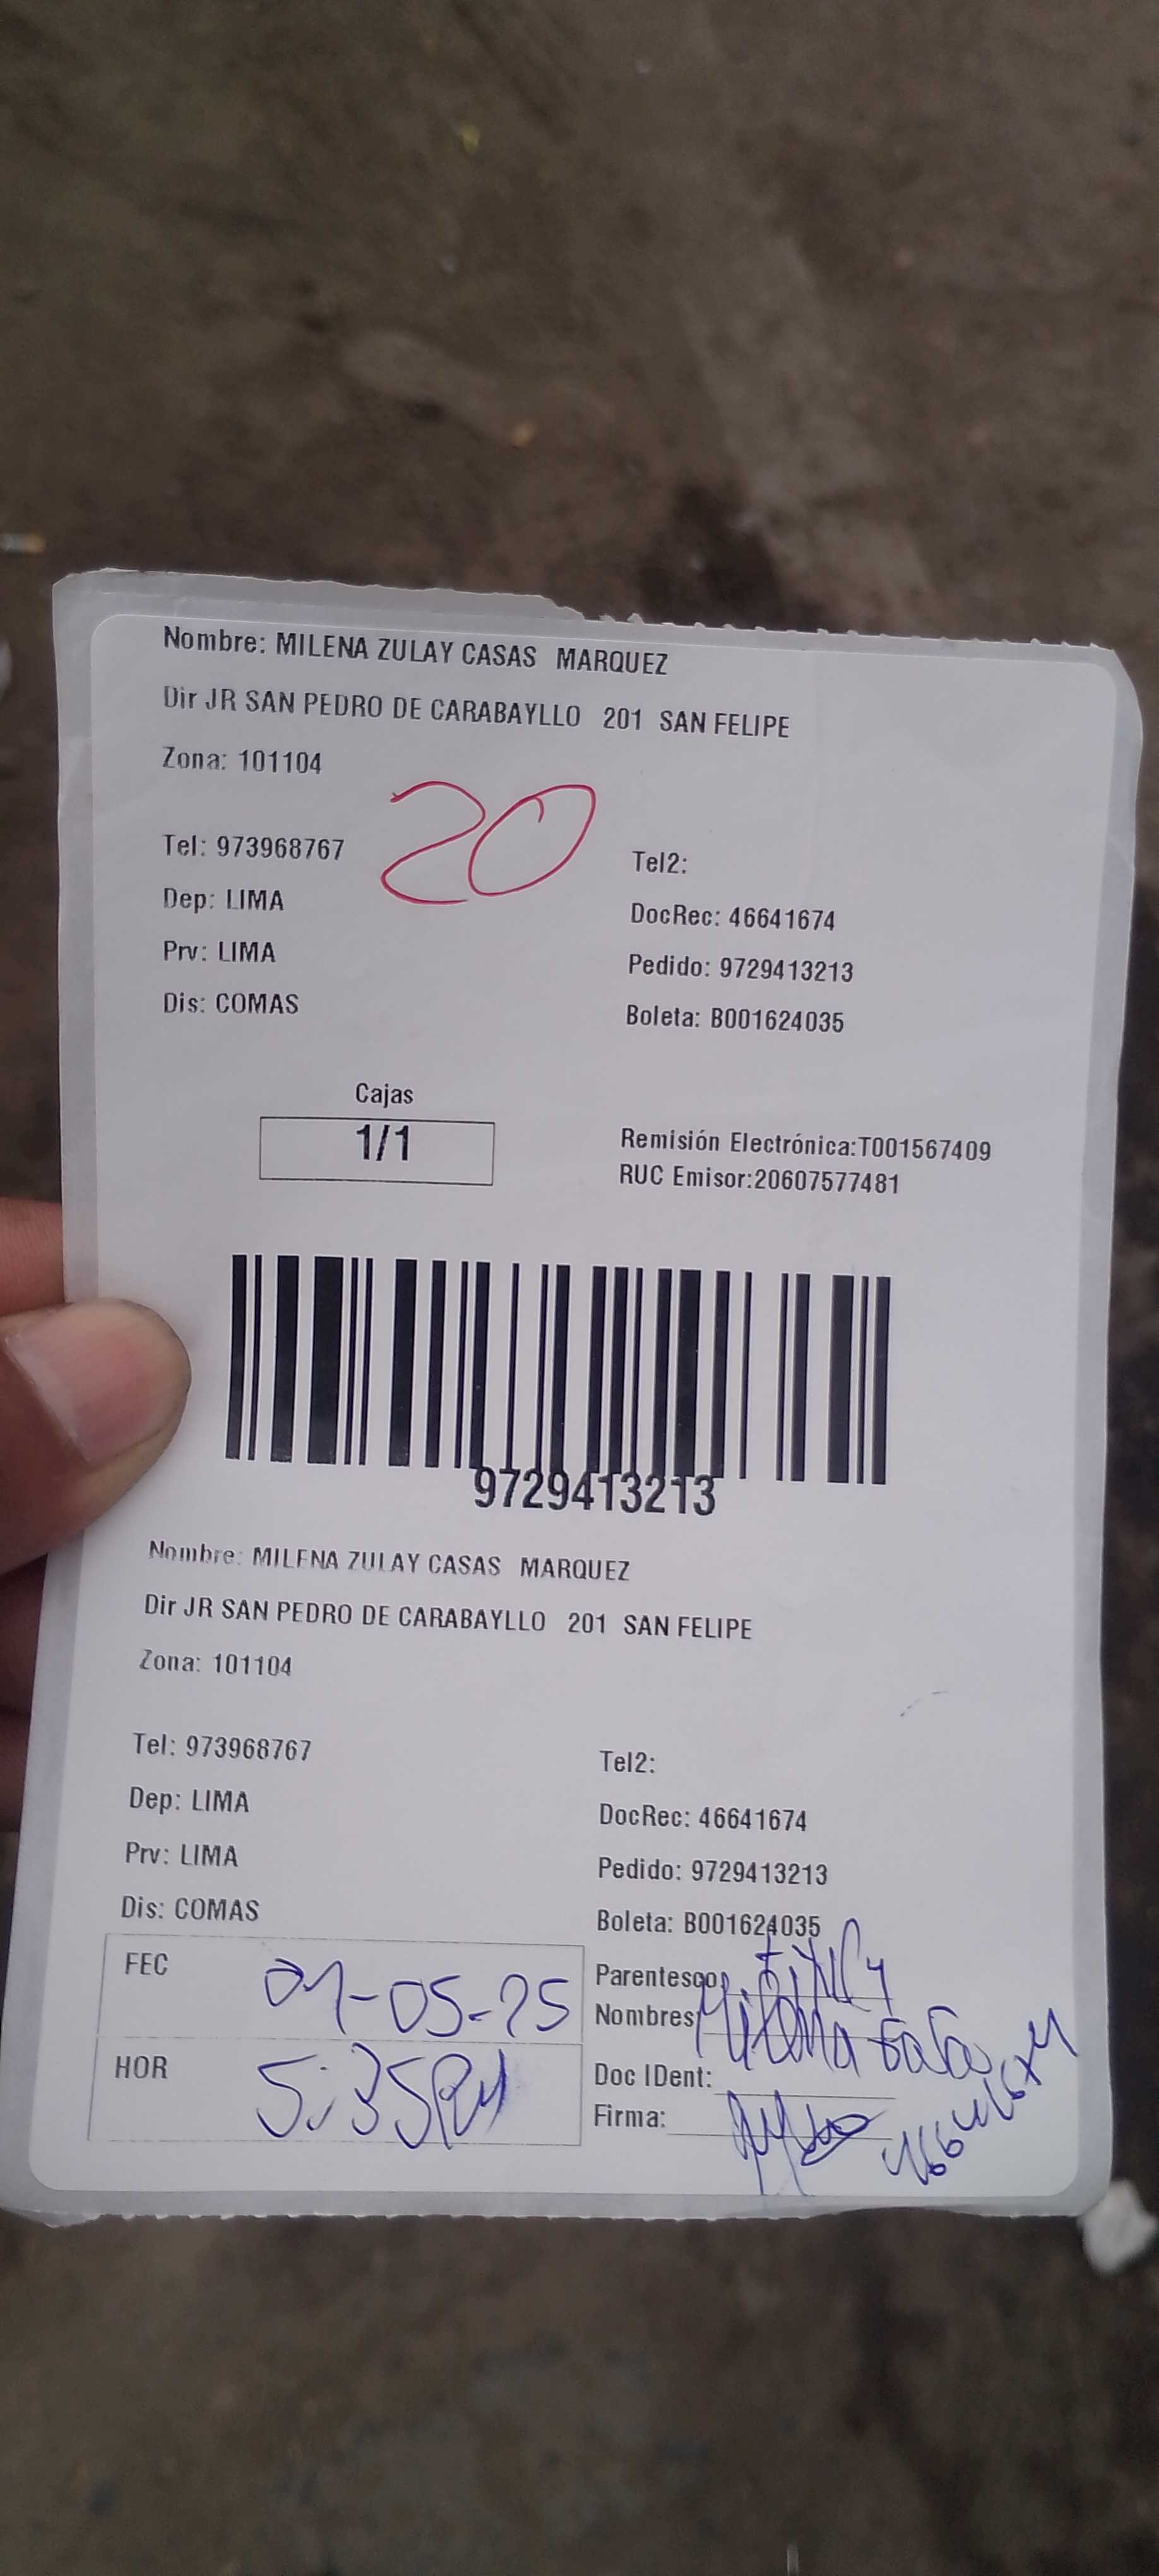 Nombre: MILENA ZULAY CASAS MARQUEZ
Dir JR SAN PEDRO DE CARABAYLLO 201 SAN FELIPE
Zona: 101104
20
Tel: 973968767
Tel2:
Dep: LIMA
DocRec: 46641674
Prv: LIMA
Pedido: 9729413213
Dis: COMAS
Boleta: B001624035
Cajas
1/1
Remisión Electrónica:T001567409
RUC Emisor:20607577481
9729413213
Nombre: MILENA ZULAY CASAS MARQUEZ
Dir JR SAN PEDRO DE CARABAYLLO 201 SAN FELIPE
Zona: 101104
Tel: 973968767
Tel2:
Dep: LIMA
DocRec: 46641674
Prv: LIMA
Pedido: 9729413213
Dis: COMAS
Boleta: B001624035
FEC
Parentesco:
Nombres: Milena
HOR 5:35PM
Doc IDent:
Firma: